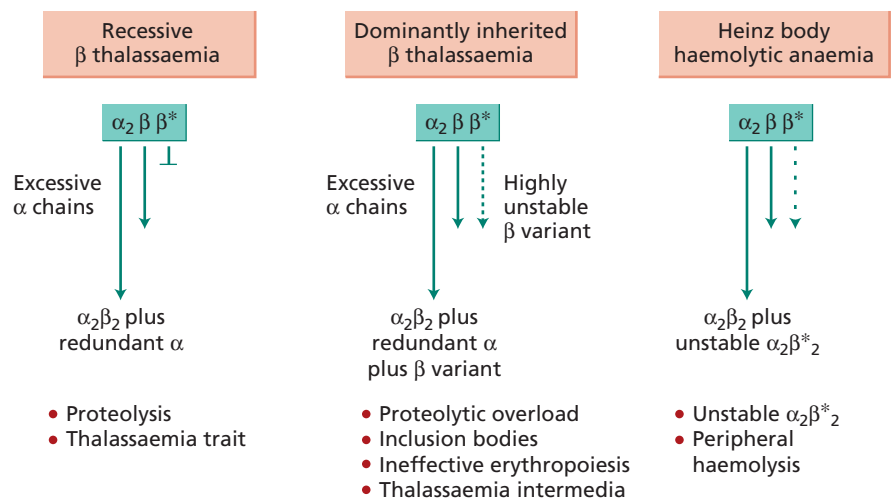 Recessive
β thalassaemia
α₂ β β*
Excessive
α chains
α₂β₂ plus
redundant α
• Proteolysis
• Thalassaemia trait
Dominantly inherited
β thalassaemia
α₂ β β*
Excessive
α chains
Highly
unstable
β variant
α₂β₂ plus
redundant α
plus β variant
• Proteolytic overload
• Inclusion bodies
• Ineffective erythropoiesis
• Thalassaemia intermedia
Heinz body
haemolytic anaemia
α₂ β β*
α₂β₂ plus
unstable α₂β*₂
• Unstable α₂β*₂
• Peripheral
haemolysis